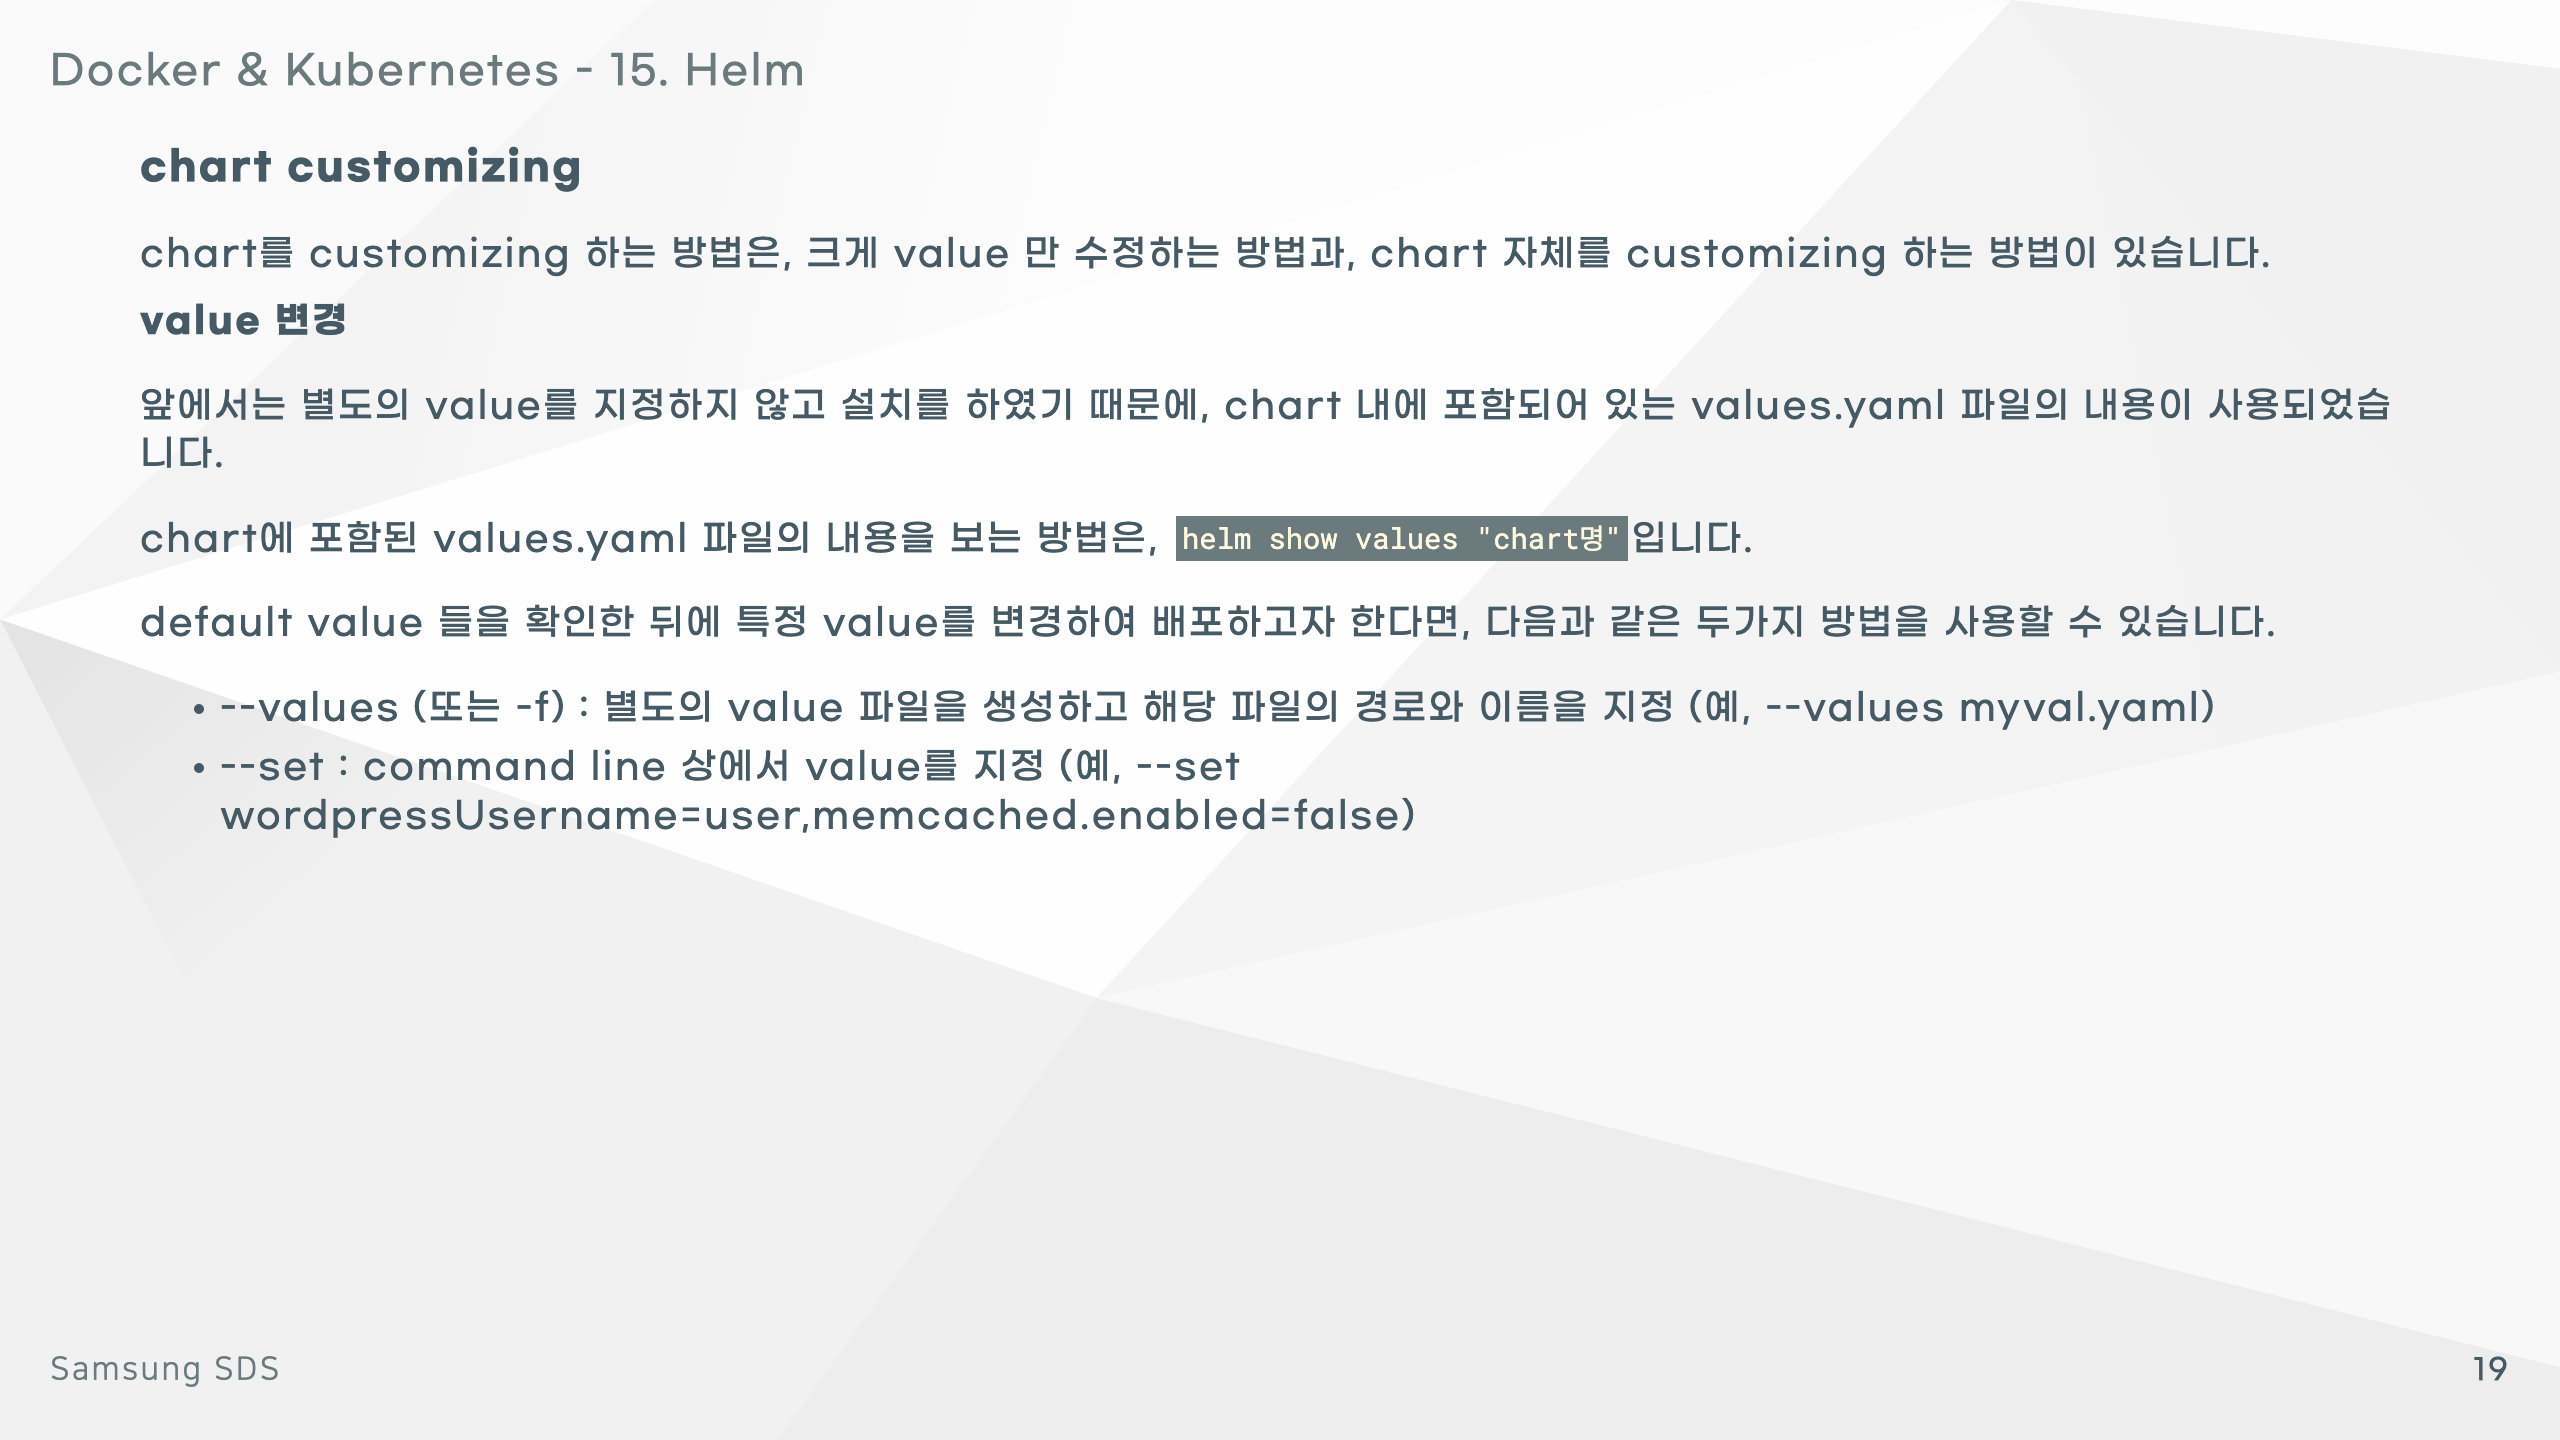 Docker & Kubernetes - 15. Helm
chart customizing
chart를 customizing 하는 방법은, 크게 value 만 수정하는 방법과, chart 자체를 customizing 하는 방법이 있습니다.
value 변경
앞에서는 별도의 value를 지정하지 않고 설치를 하였기 때문에, chart 내에 포함되어 있는 values.yaml 파일의 내용이 사용되었습
니다.
chart에 포함된 values.yaml 파일의 내용을 보는 방법은, helm show values "chart명" 입니다.
default value 들을 확인한 뒤에 특정 value를 변경하여 배포하고자 한다면, 다음과 같은 두가지 방법을 사용할 수 있습니다.
• --values (또는 -f) : 별도의 value 파일을 생성하고 해당 파일의 경로와 이름을 지정 (예, --values myval.yaml)
• --set : command line 상에서 value를 지정 (예, --set
wordpressUsername=user,memcached.enabled=false)
Samsung SDS
19